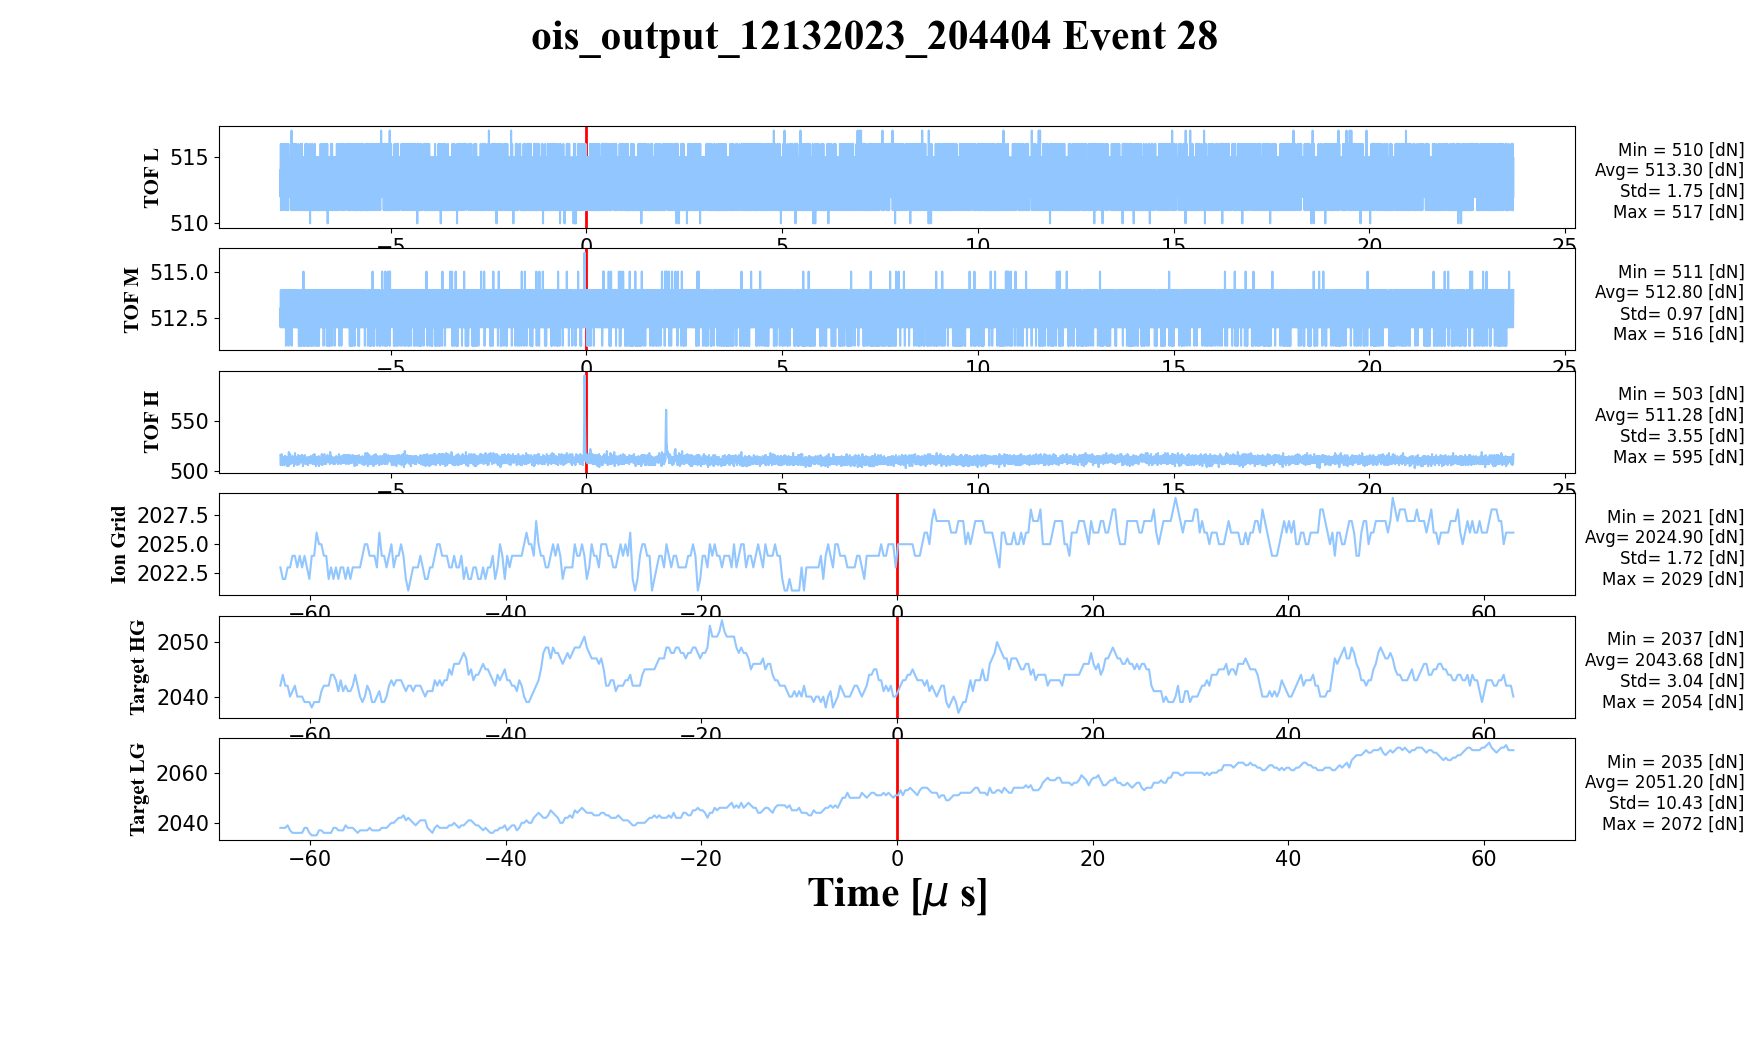 ois_output_12132023_204404 Event 28
TOF L
515
510
−5 0 5 10 15 20 25
Min = 510 [dN]
Avg= 513.30 [dN]
Std= 1.75 [dN]
Max = 517 [dN]
TOF M
515.0
512.5
−5 0 5 10 15 20 25
Min = 511 [dN]
Avg= 512.80 [dN]
Std= 0.97 [dN]
Max = 516 [dN]
TOF H
550
500
−5 0 5 10 15 20 25
Min = 503 [dN]
Avg= 511.28 [dN]
Std= 3.55 [dN]
Max = 595 [dN]
Ion Grid
2027.5
2025.0
2022.5
−60 −40 −20 0 20 40 60
Min = 2021 [dN]
Avg= 2024.90 [dN]
Std= 1.72 [dN]
Max = 2029 [dN]
Target HG
2050
2040
−60 −40 −20 0 20 40 60
Min = 2037 [dN]
Avg= 2043.68 [dN]
Std= 3.04 [dN]
Max = 2054 [dN]
Target LG
2060
2040
−60 −40 −20 0 20 40 60
Min = 2035 [dN]
Avg= 2051.20 [dN]
Std= 10.43 [dN]
Max = 2072 [dN]
Time [μ s]